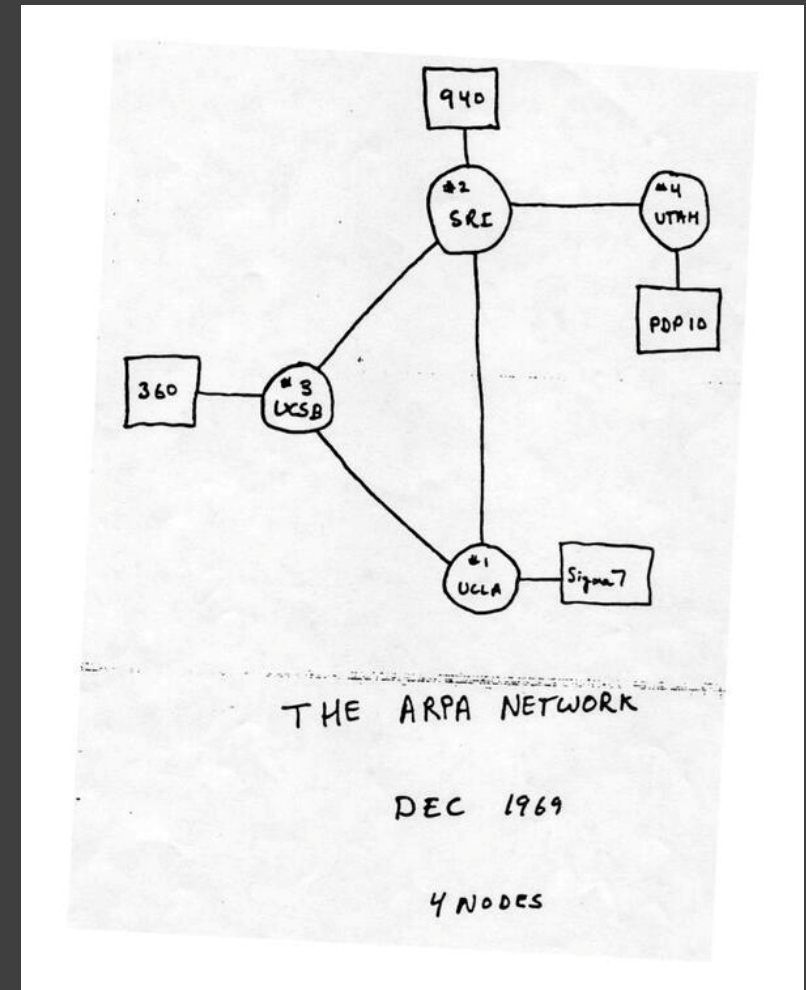 940
#2
SRI
#4
UTAH
PDP 10
360
#3
UCSB
#1
UCLA
Sigma 7
THE ARPA NETWORK
DEC 1969
4 NODES